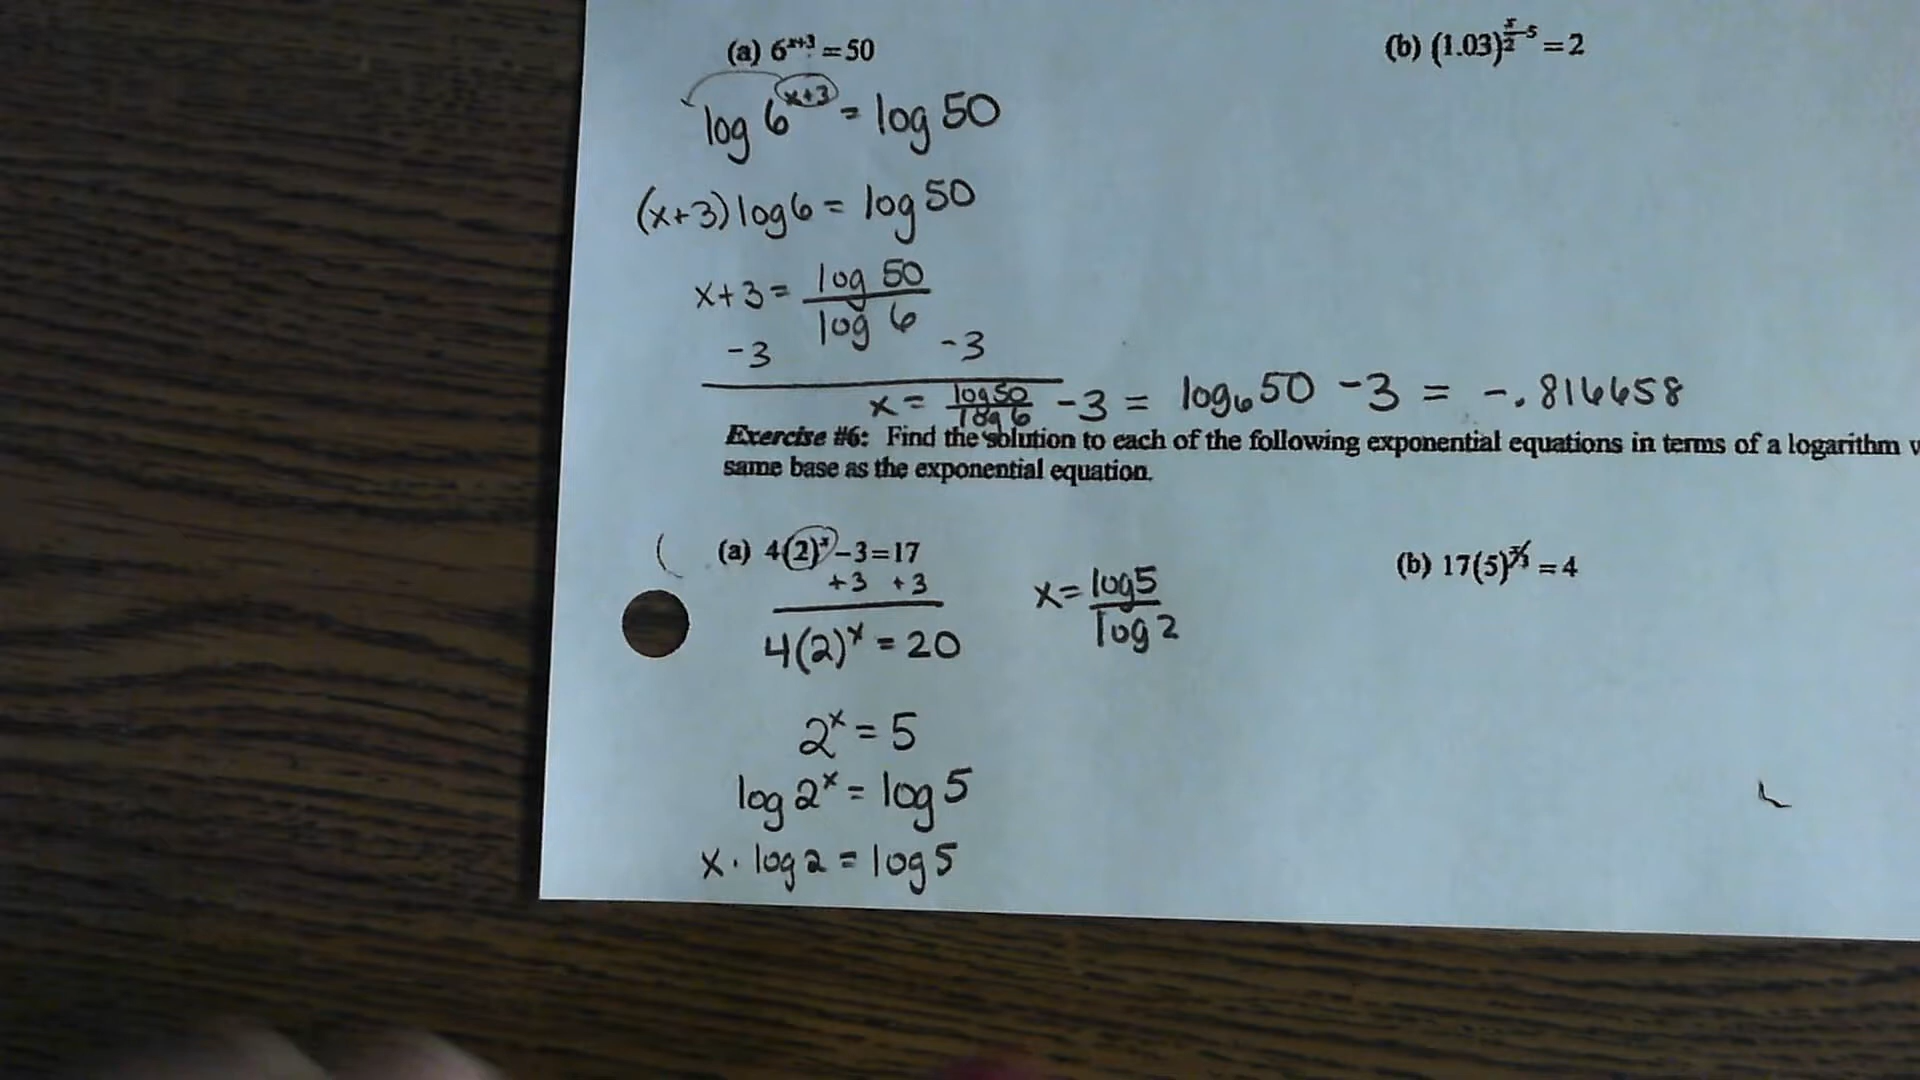 (a) 6^{x+3} = 50
(b) (1.03)^{x/2 - 5} = 2
log 6^{x+3} = log 50
(x+3) log 6 = log 50
x+3 = log 50 / log 6
-3 -3
x = log 50 / log 6 - 3 = log₆ 50 - 3 = -.816658
Exercise #6: Find the solution to each of the following exponential equations in terms of a logarithm
same base as the exponential equation.
(a) 4(2)^x - 3 = 17
(b) 17(5)^{x/3} = 4
+3 +3
x = log 5 / log 2
4(2)^x = 20
2^x = 5
log 2^x = log 5
x · log 2 = log 5